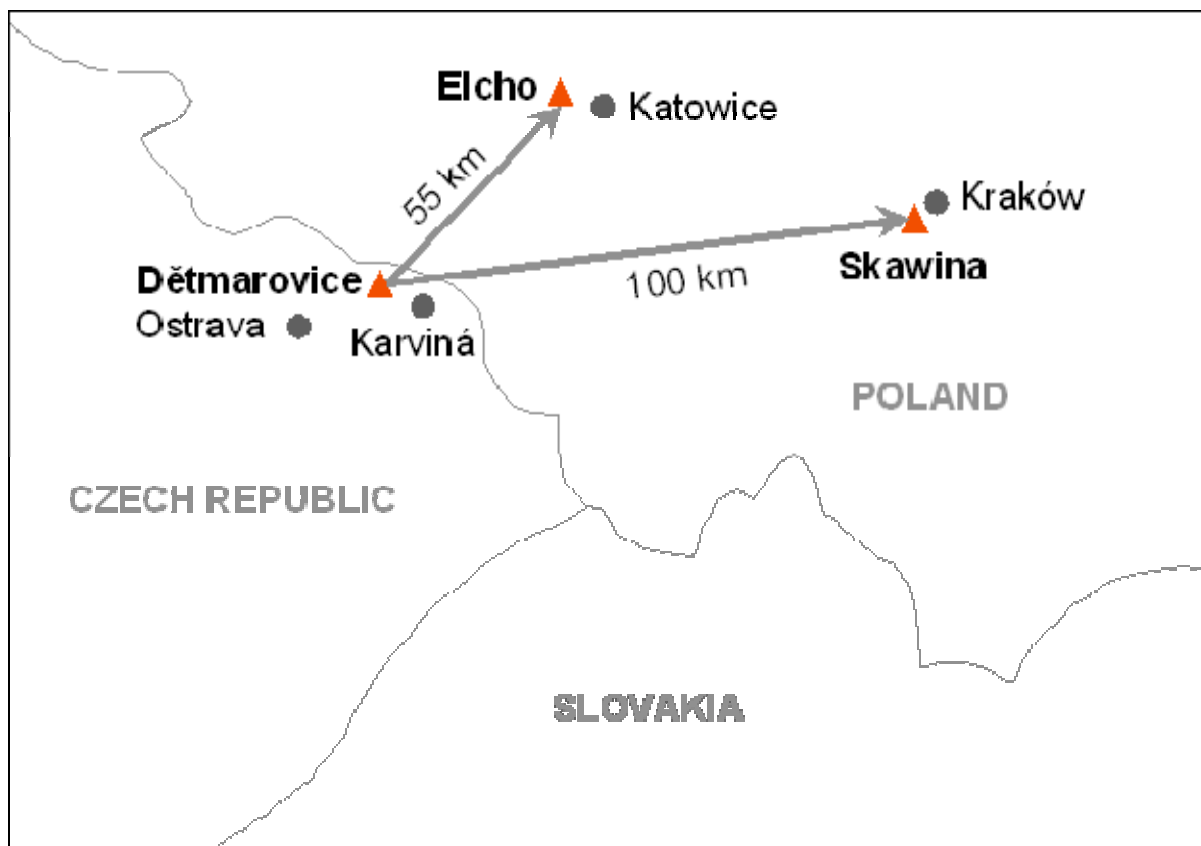 Elcho
Katowice
55 km
Kraków
Skawina
100 km
Dětmarovice
Ostrava
Karviná
POLAND
CZECH REPUBLIC
SLOVAKIA